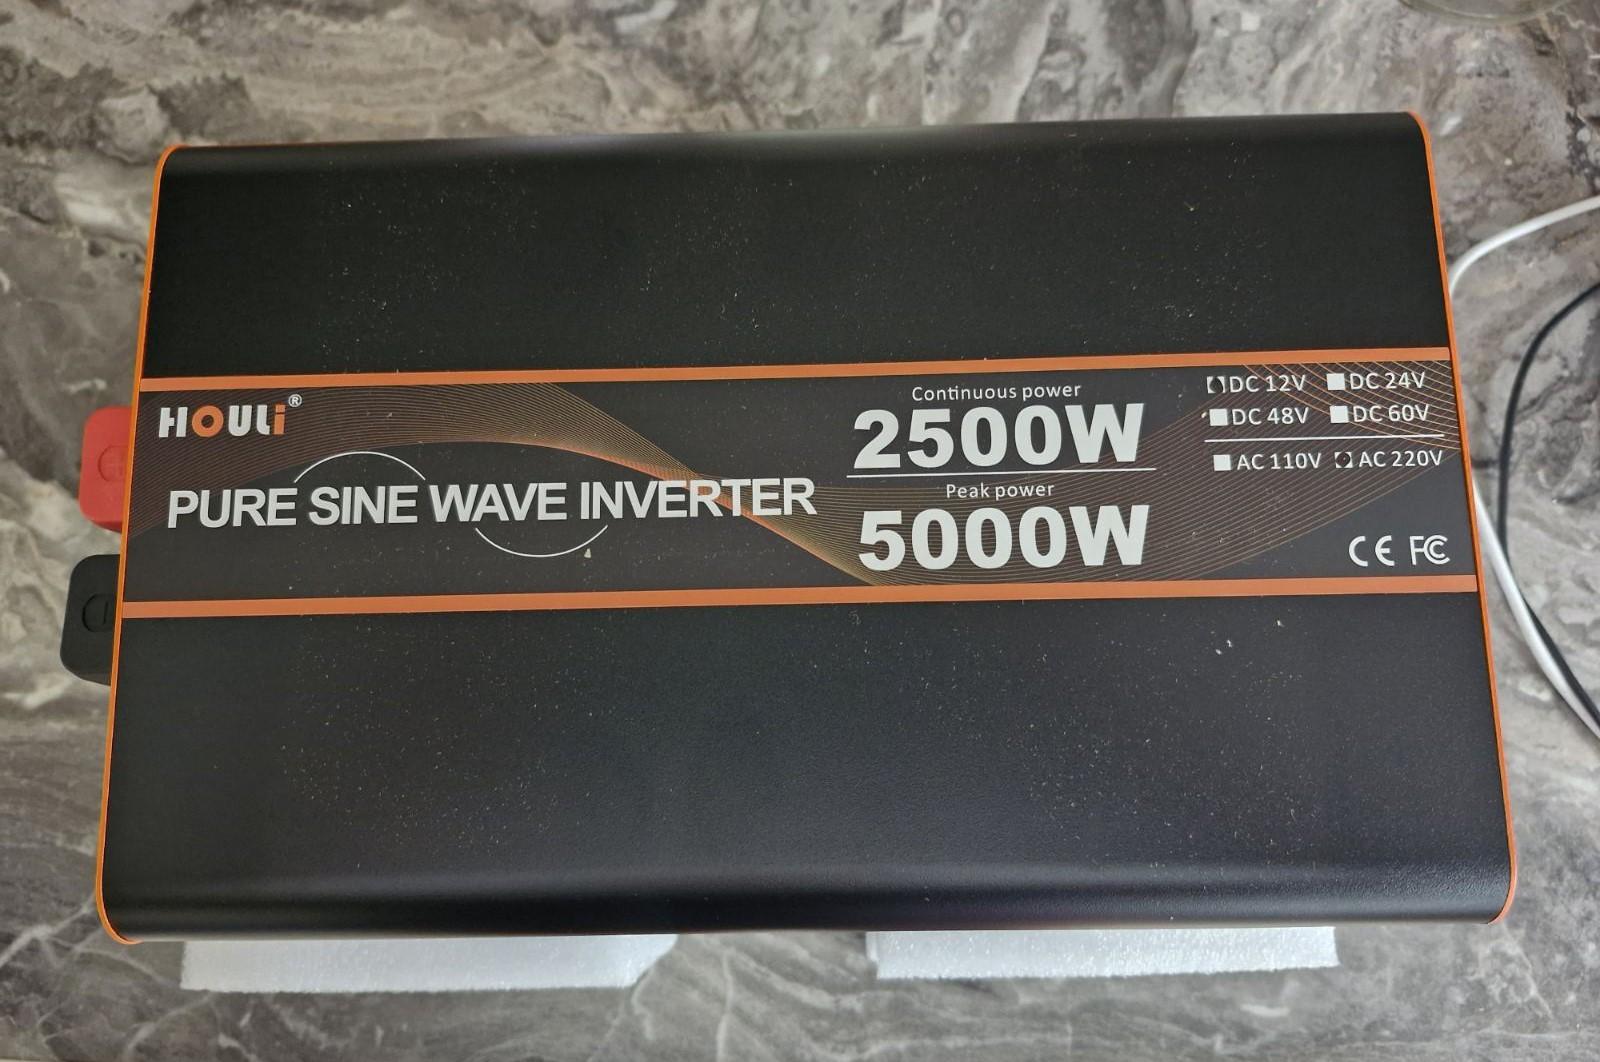 HOULi®
PURE SINE WAVE INVERTER
Continuous power
2500W
Peak power
5000W
DC 12V DC 24V
DC 48V DC 60V
AC 110V AC 220V
CE FC